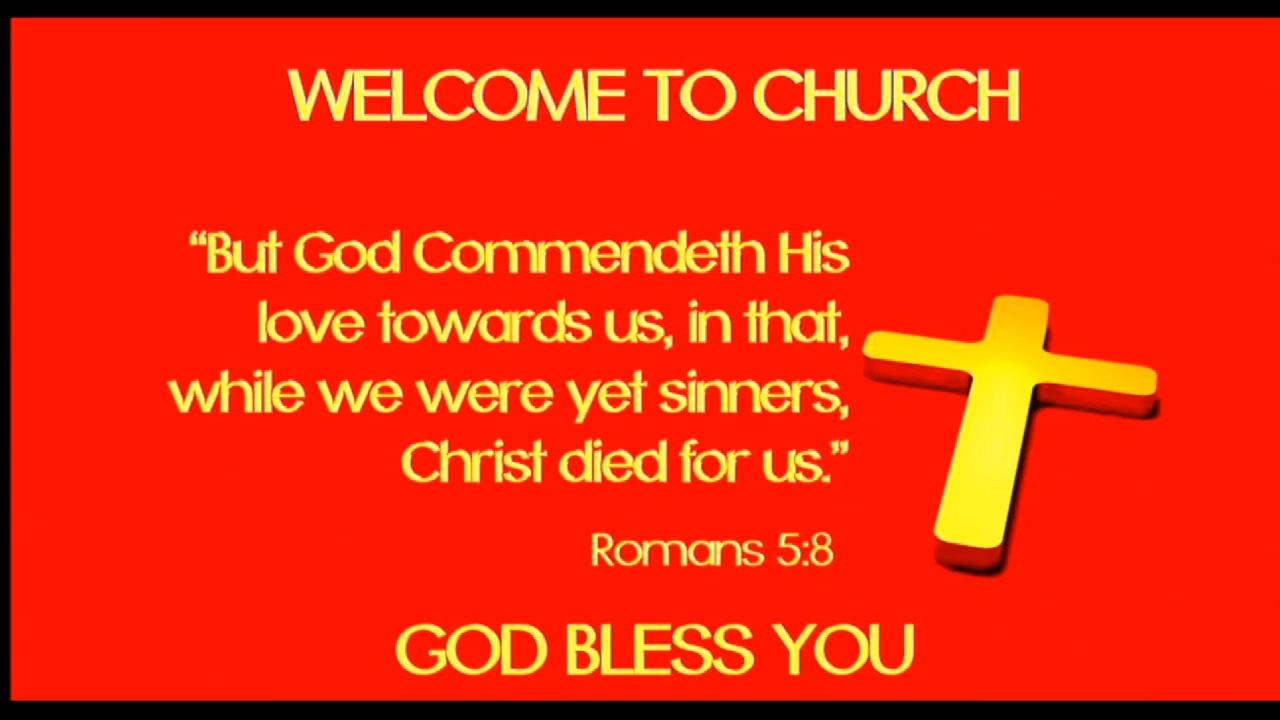 WELCOME TO CHURCH
“But God Commendeth His
love towards us, in that,
while we were yet sinners,
Christ died for us.”
Romans 5:8
GOD BLESS YOU